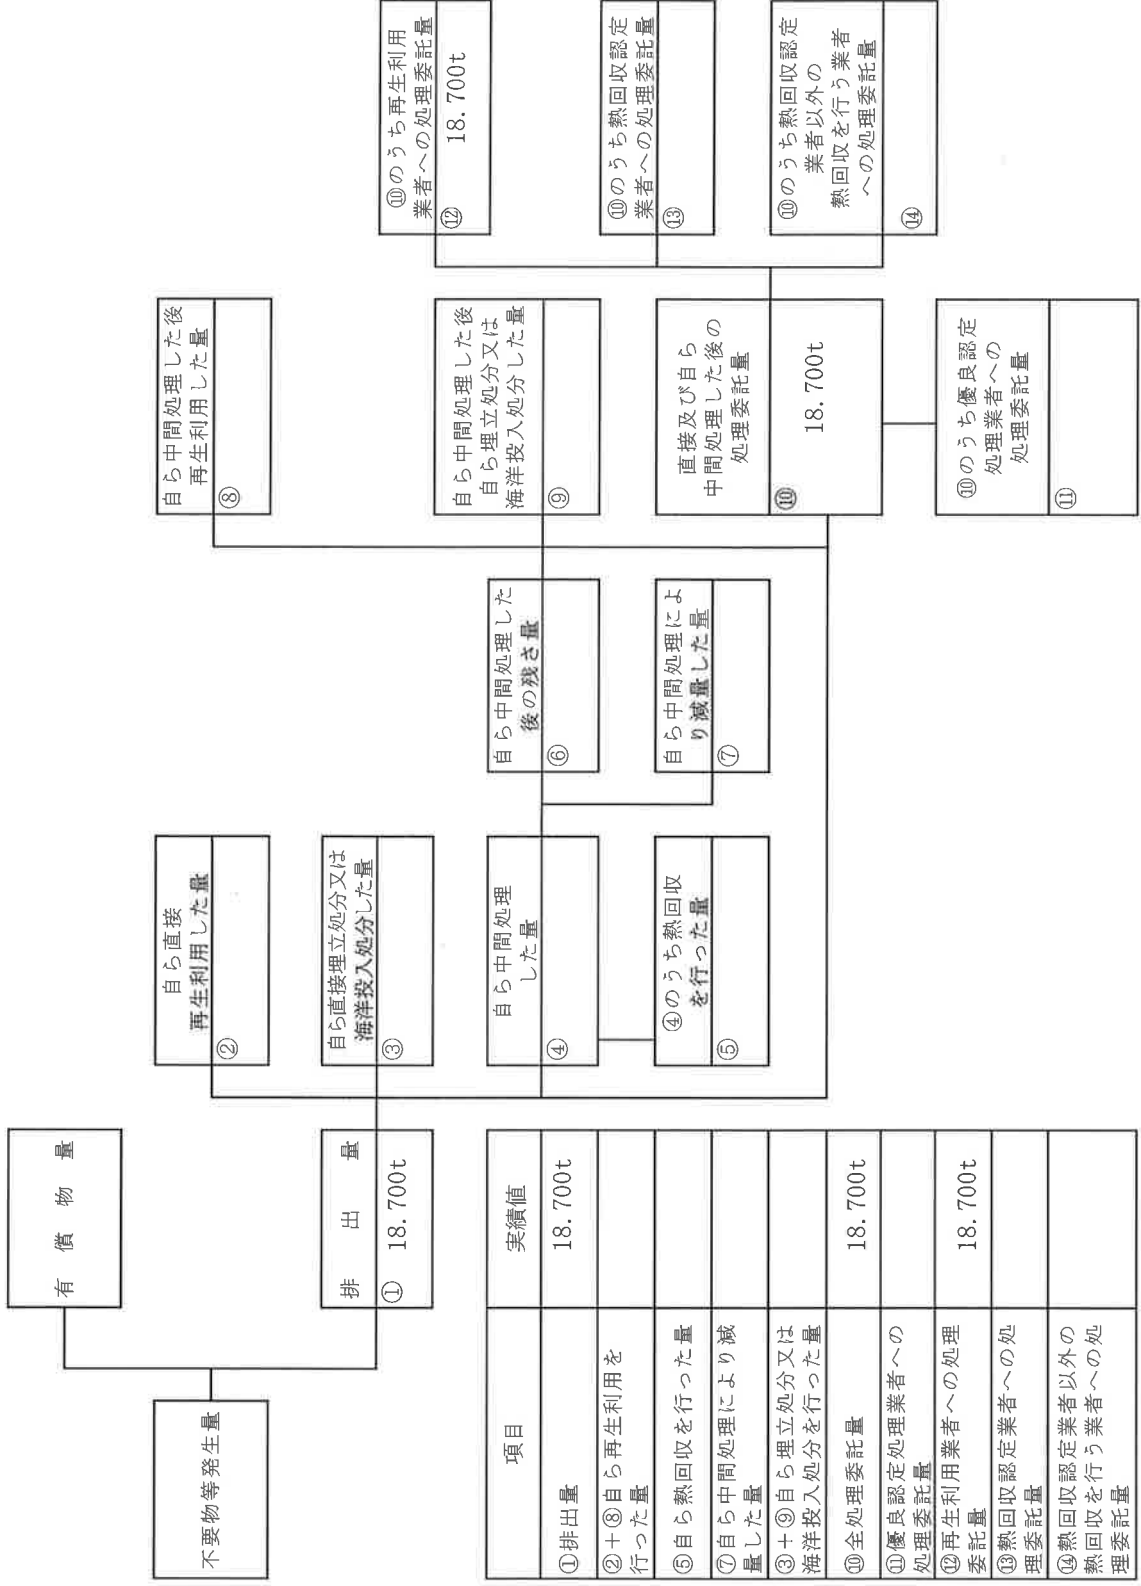 不要物等発生量
有償物量
排出量
① 18.700t
自ら直接
再生利用した量
②
自ら直接埋立処分又は
海洋投入処分した量
③
自ら中間処理
した量
④
④のうち熱回収
を行った量
⑤
自ら中間処理した
後の残さ量
⑥
自ら中間処理によ
り減量した量
⑦
自ら中間処理した後
再生利用した量
⑧
自ら中間処理した後
自ら埋立処分又は
海洋投入処分した量
⑨
直接及び自ら
中間処理した後の
処理委託量
⑩
18.700t
⑩のうち優良認定
処理業者への
処理委託量
⑪
⑩のうち再生利用
業者への処理委託量
⑫ 18.700t
⑩のうち熱回収認定
業者への処理委託量
⑬
⑩のうち熱回収認定
業者以外の
熱回収を行う業者
への処理委託量
⑭
項目 実績値
①排出量 18.700t
②+⑧自ら再生利用を
行った量
⑤自ら熱回収を行った量
⑦自ら中間処理により減
量した量
③+⑨自ら埋立処分又は
海洋投入処分を行った量
⑩全処理委託量 18.700t
⑪優良認定処理業者への
処理委託量
⑫再生利用業者への処理
委託量 18.700t
⑬熱回収認定業者への処
理委託量
⑭熱回収認定業者以外の
熱回収を行う業者への処
理委託量